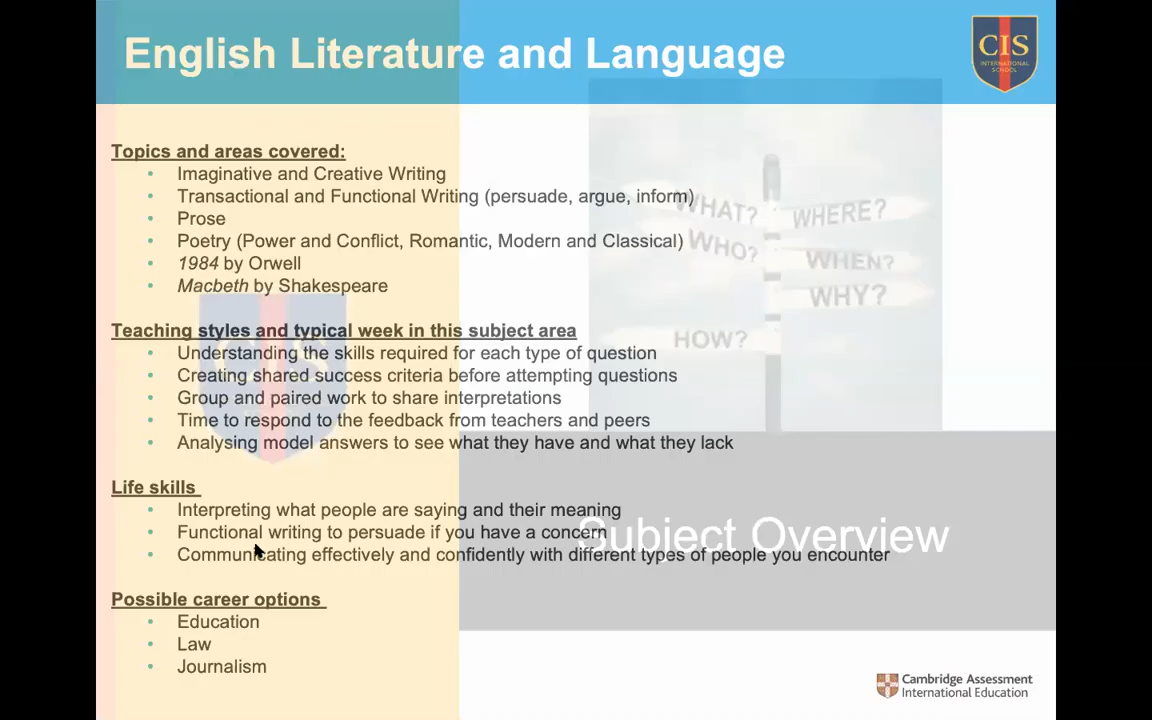 English Literature and Language
CIS
INTERNATIONAL
SCHOOL
Topics and areas covered:
• Imaginative and Creative Writing
• Transactional and Functional Writing (persuade, argue, inform)
• Prose
• Poetry (Power and Conflict, Romantic, Modern and Classical)
• 1984 by Orwell
• Macbeth by Shakespeare
WHAT?
WHERE?
WHO?
WHEN?
WHY?
HOW?
Teaching styles and typical week in this subject area
• Understanding the skills required for each type of question
• Creating shared success criteria before attempting questions
• Group and paired work to share interpretations
• Time to respond to the feedback from teachers and peers
• Analysing model answers to see what they have and what they lack
CIS
Life skills
• Interpreting what people are saying and their meaning
• Functional writing to persuade if you have a concern
• Communicating effectively and confidently with different types of people you encounter
Subject Overview
Possible career options
• Education
• Law
• Journalism
Cambridge Assessment
International Education